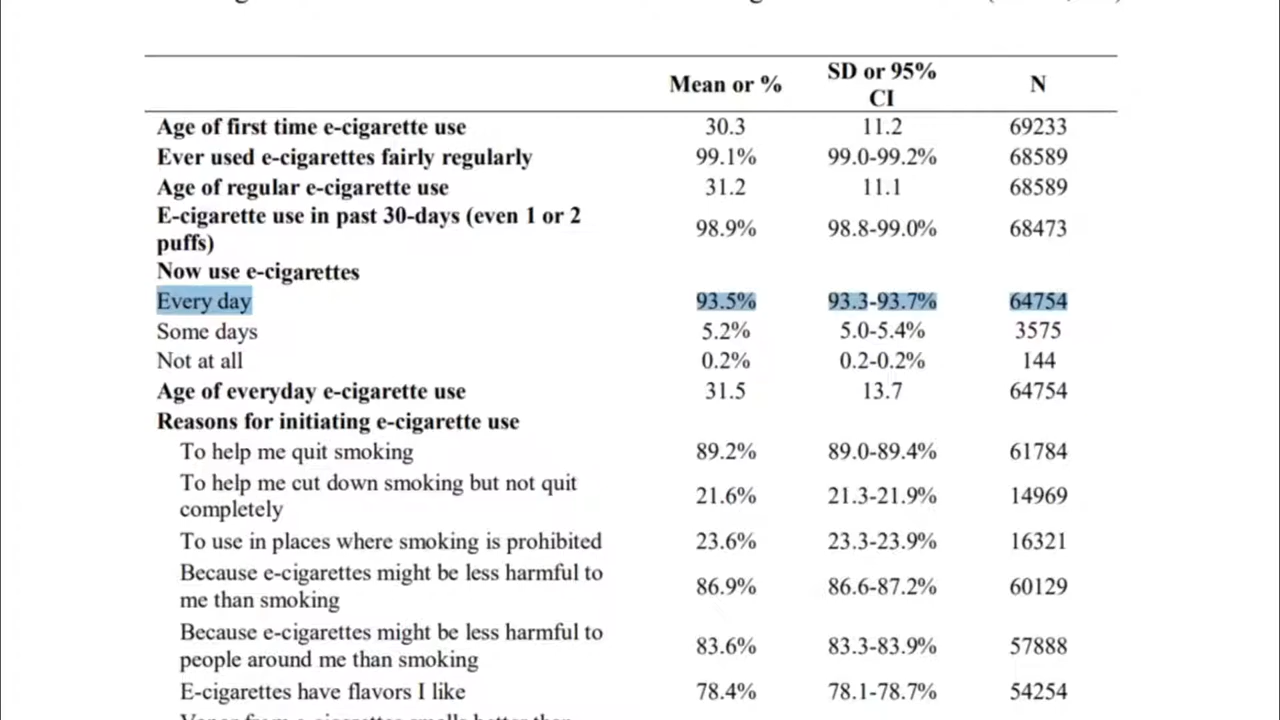 Mean or % SD or 95% CI N
Age of first time e-cigarette use 30.3 11.2 69233
Ever used e-cigarettes fairly regularly 99.1% 99.0-99.2% 68589
Age of regular e-cigarette use 31.2 11.1 68589
E-cigarette use in past 30-days (even 1 or 2 puffs) 98.9% 98.8-99.0% 68473
Now use e-cigarettes
Every day 93.5% 93.3-93.7% 64754
Some days 5.2% 5.0-5.4% 3575
Not at all 0.2% 0.2-0.2% 144
Age of everyday e-cigarette use 31.5 13.7 64754
Reasons for initiating e-cigarette use
To help me quit smoking 89.2% 89.0-89.4% 61784
To help me cut down smoking but not quit completely 21.6% 21.3-21.9% 14969
To use in places where smoking is prohibited 23.6% 23.3-23.9% 16321
Because e-cigarettes might be less harmful to me than smoking 86.9% 86.6-87.2% 60129
Because e-cigarettes might be less harmful to people around me than smoking 83.6% 83.3-83.9% 57888
E-cigarettes have flavors I like 78.4% 78.1-78.7% 54254